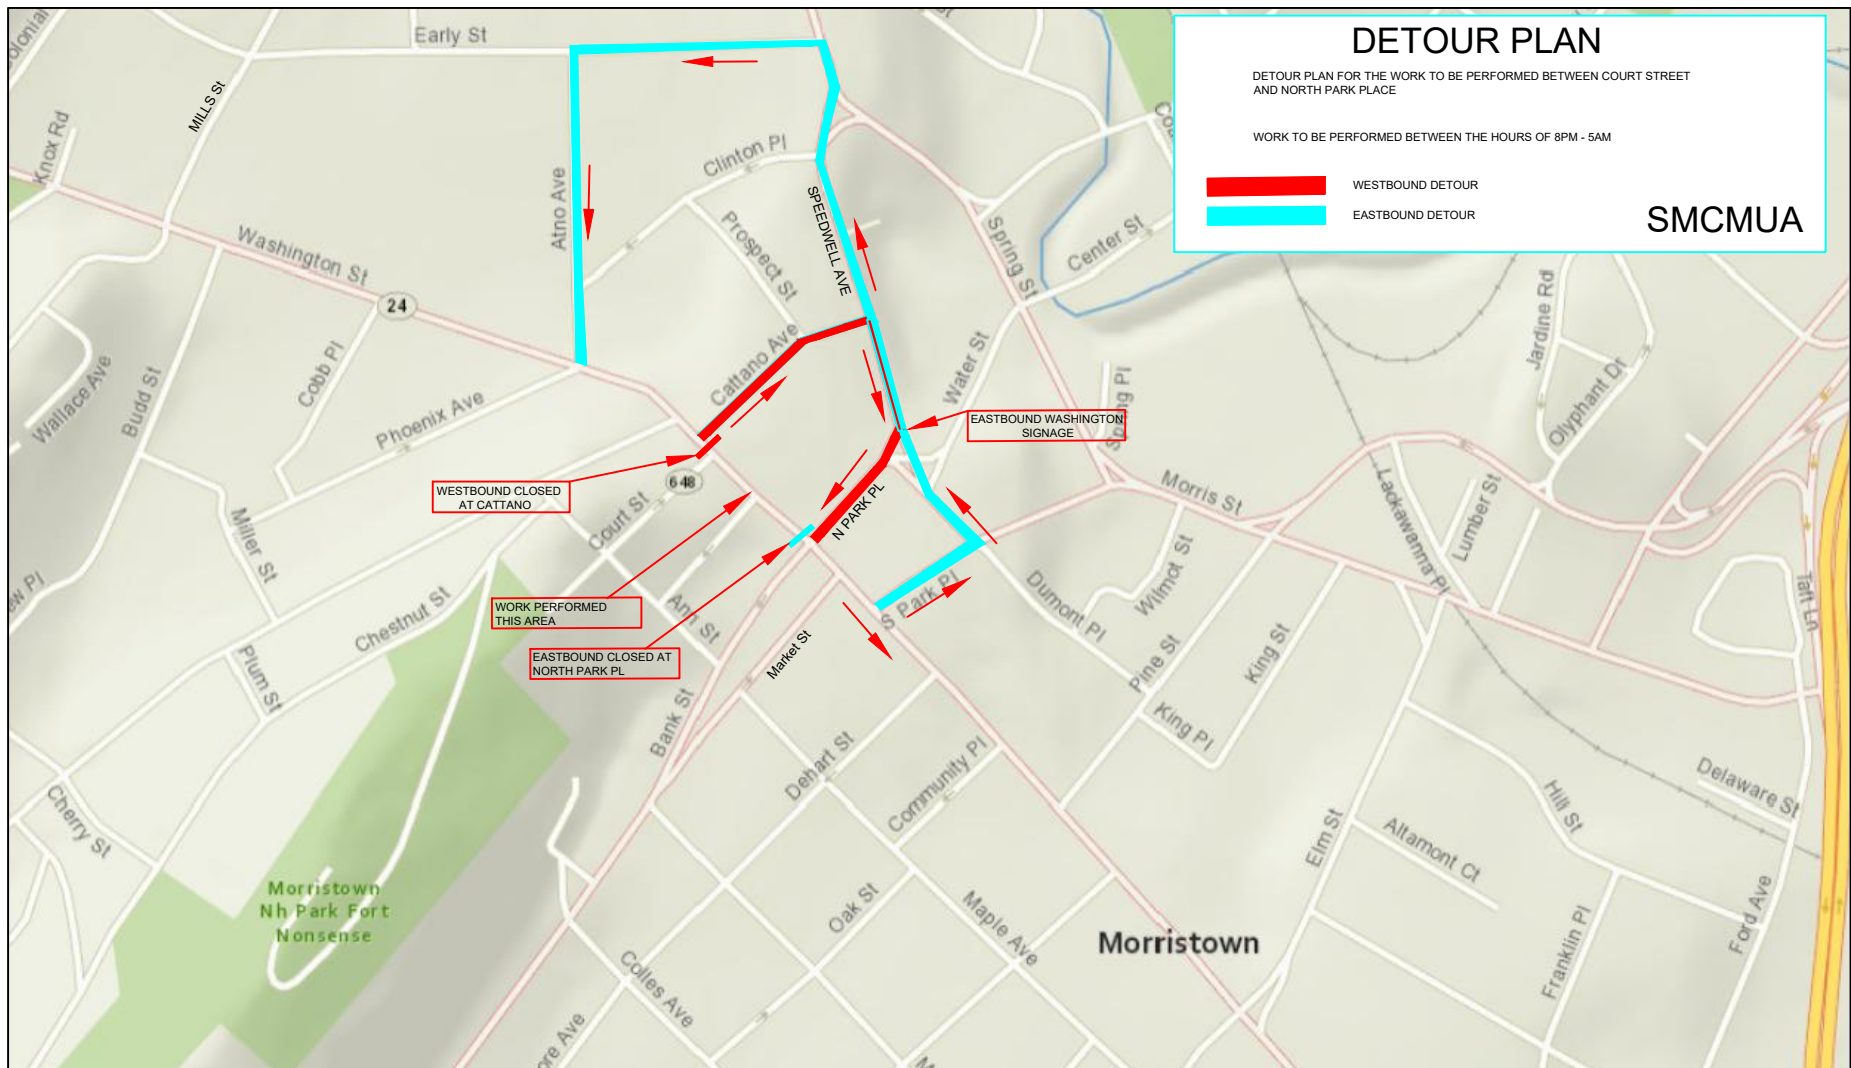 DETOUR PLAN
DETOUR PLAN FOR THE WORK TO BE PERFORMED BETWEEN COURT STREET
AND NORTH PARK PLACE
WORK TO BE PERFORMED BETWEEN THE HOURS OF 8PM - 5AM
WESTBOUND DETOUR
EASTBOUND DETOUR
SMCMUA
Early St
MILLS St
Knox Rd
Clinton Pl
Atno Ave
SPEEDWELL AVE
Prospect St
Washington St
24
Spring St
Center St
Jardine Rd
Cattano Ave
Water St
Cobb Pl
Wallace Ave
Budd St
Phoenix Ave
Spring Pl
Olyphant Dr
EASTBOUND WASHINGTON
SIGNAGE
WESTBOUND CLOSED
AT CATTANO
648
Court St
N PARK PL
Morris St
Lackawanna Pl
Lumber St
Miller St
WORK PERFORMED
THIS AREA
Ann St
S Park Pl
Dumont Pl
Wilmot St
Taft Ln
Chestnut St
EASTBOUND CLOSED AT
NORTH PARK PL
Market St
Plum St
Pine St
King St
Bank St
King Pl
Dehart St
Community Pl
Delaware St
Cherry St
Hill St
Elm St
Altamont Ct
Morristown
Nh Park Fort
Nonsense
Oak St
Maple Ave
Morristown
Ford Ave
Franklin Pl
Colles Ave